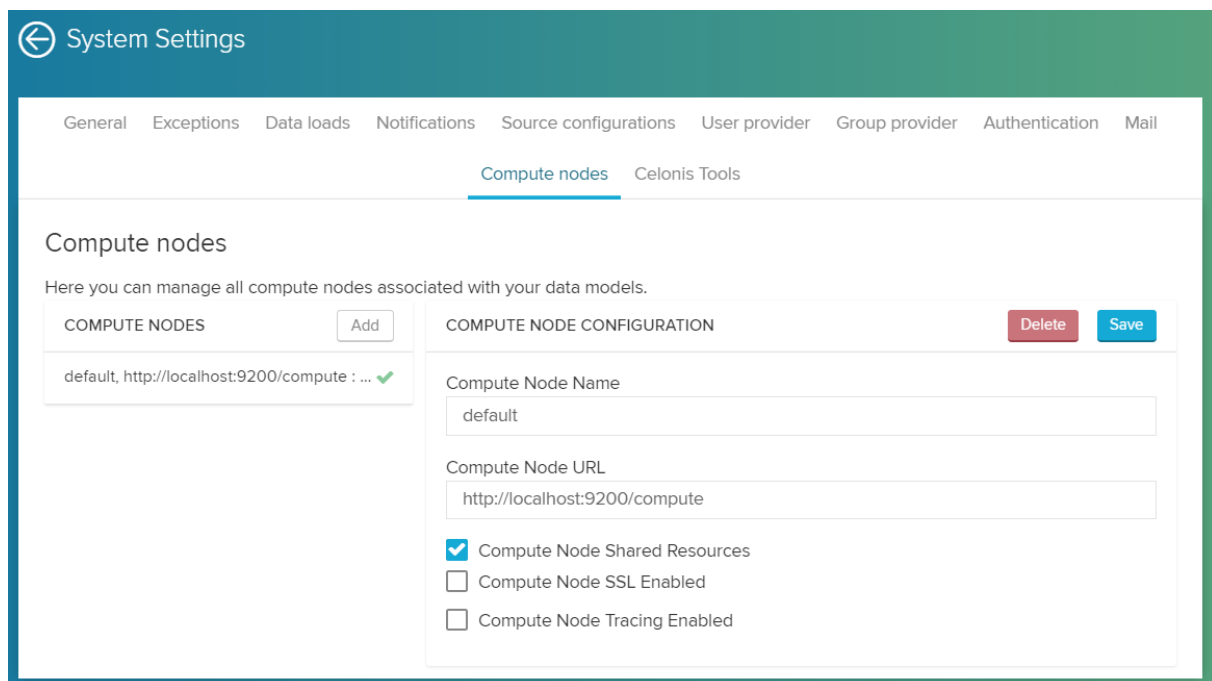 System Settings
General Exceptions Data loads Notifications Source configurations User provider Group provider Authentication Mail
Compute nodes Celonis Tools
Compute nodes
Here you can manage all compute nodes associated with your data models.
COMPUTE NODES Add
default, http://localhost:9200/compute : ...
COMPUTE NODE CONFIGURATION Delete Save
Compute Node Name
default
Compute Node URL
http://localhost:9200/compute
Compute Node Shared Resources
Compute Node SSL Enabled
Compute Node Tracing Enabled